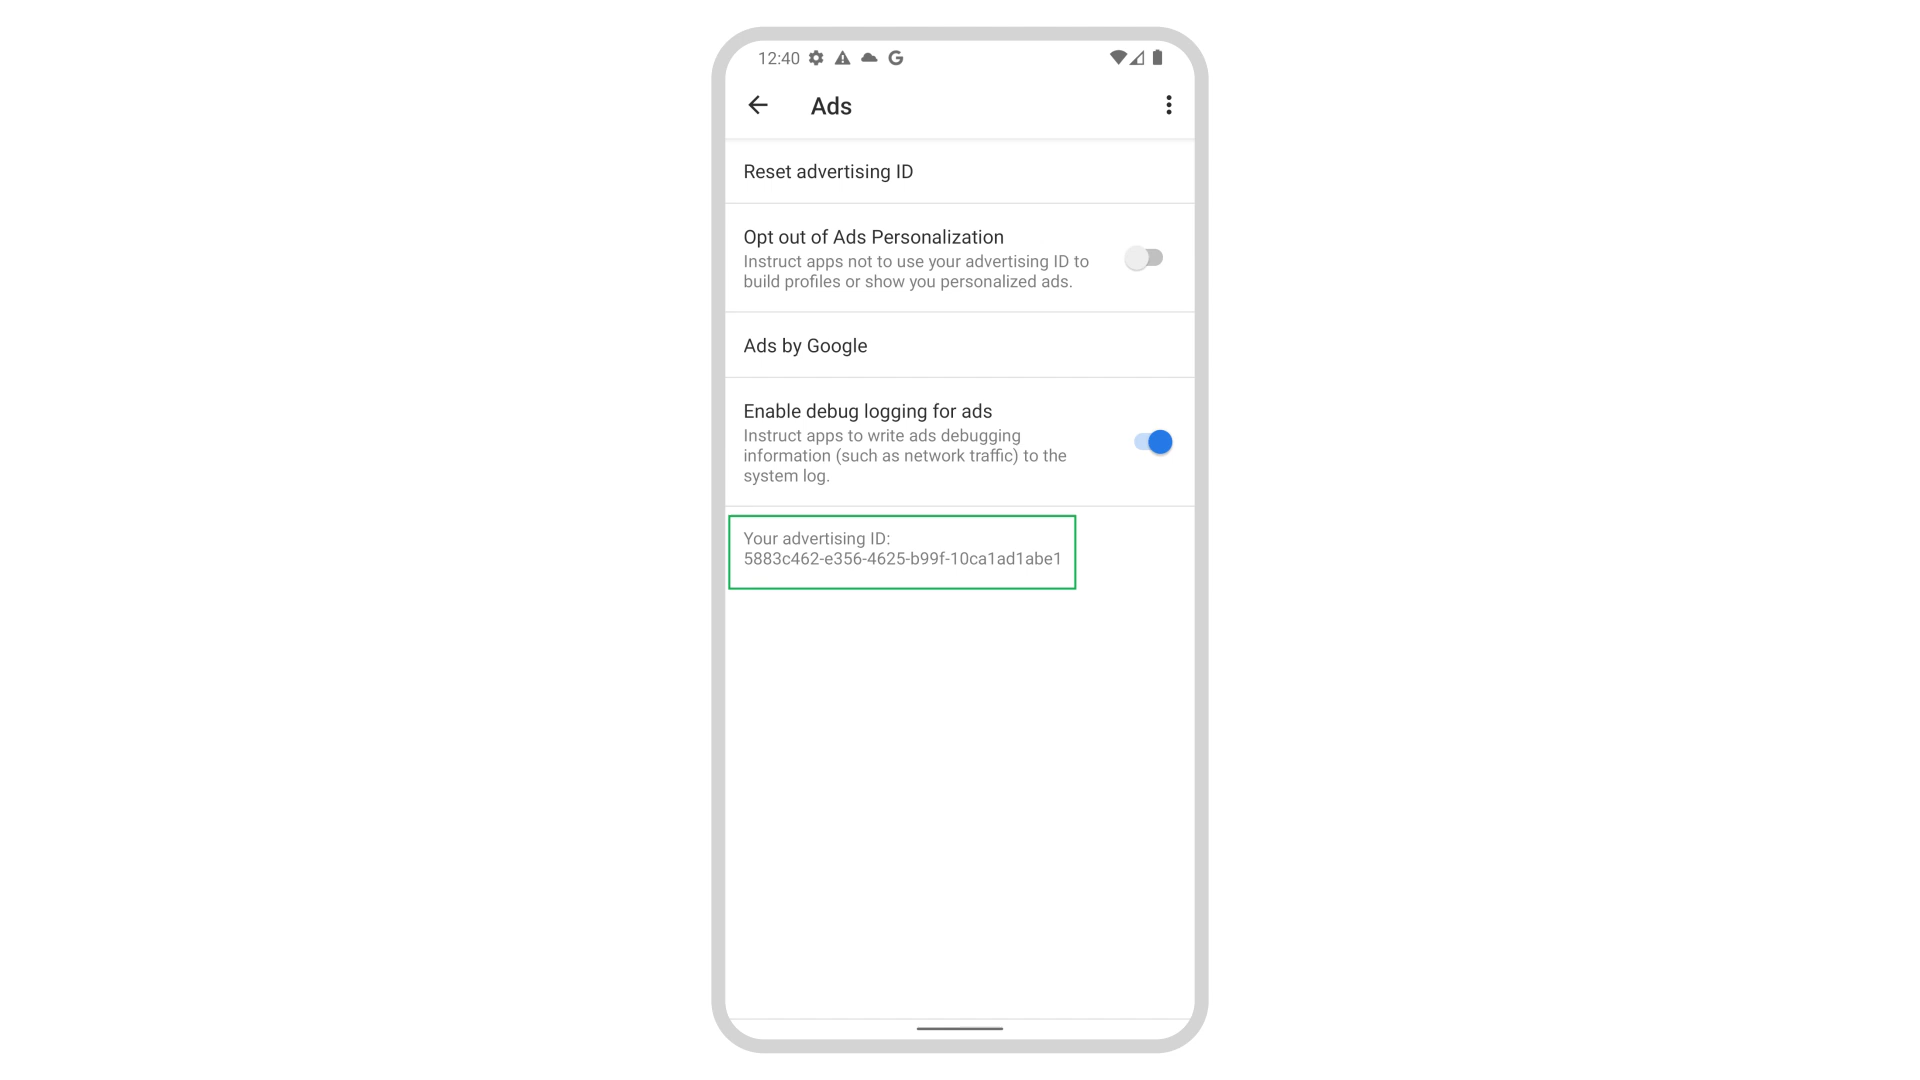 12:40
Ads
Reset advertising ID
Opt out of Ads Personalization
Instruct apps not to use your advertising ID to
build profiles or show you personalized ads.
Ads by Google
Enable debug logging for ads
Instruct apps to write ads debugging
information (such as network traffic) to the
system log.
Your advertising ID:
5883c462-e356-4625-b99f-10ca1ad1abe1